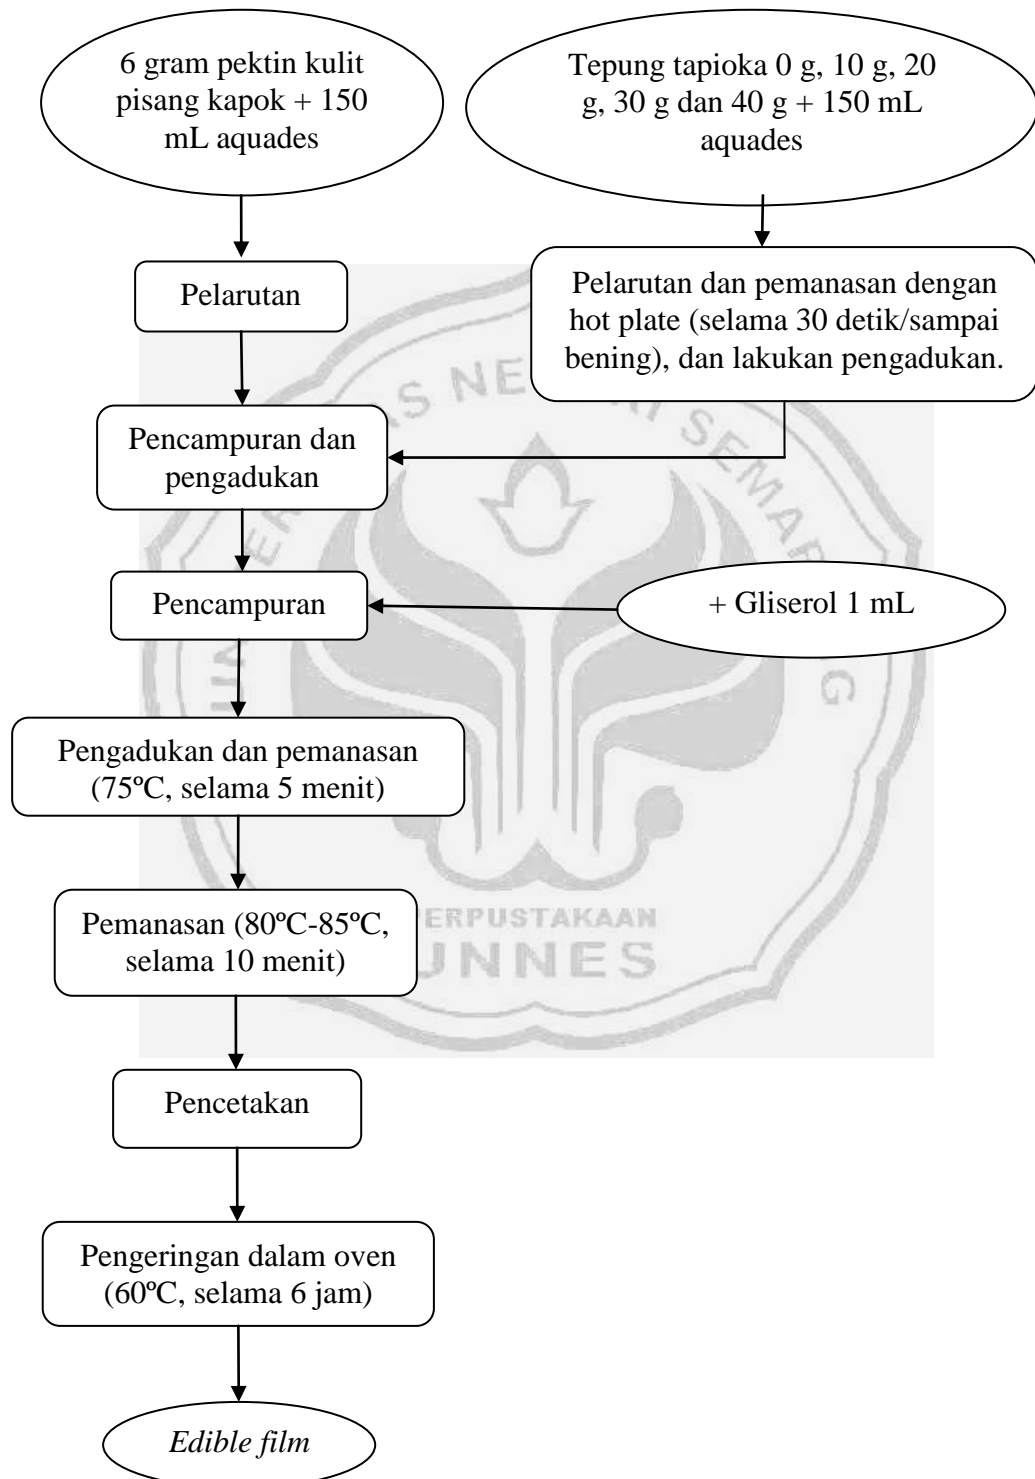 6 gram pektin kulit
pisang kapok + 150
mL aquades
Tepung tapioka 0 g, 10 g, 20
g, 30 g dan 40 g + 150 mL
aquades
Pelarutan
Pelarutan dan pemanasan dengan
hot plate (selama 30 detik/sampai
bening), dan lakukan pengadukan.
Pencampuran dan
pengadukan
Pencampuran
+ Gliserol 1 mL
Pengadukan dan pemanasan
(75ºC, selama 5 menit)
Pemanasan (80ºC-85ºC,
selama 10 menit)
Pencetakan
Pengeringan dalam oven
(60ºC, selama 6 jam)
Edible film
PERPUSTAKAAN
UNNES